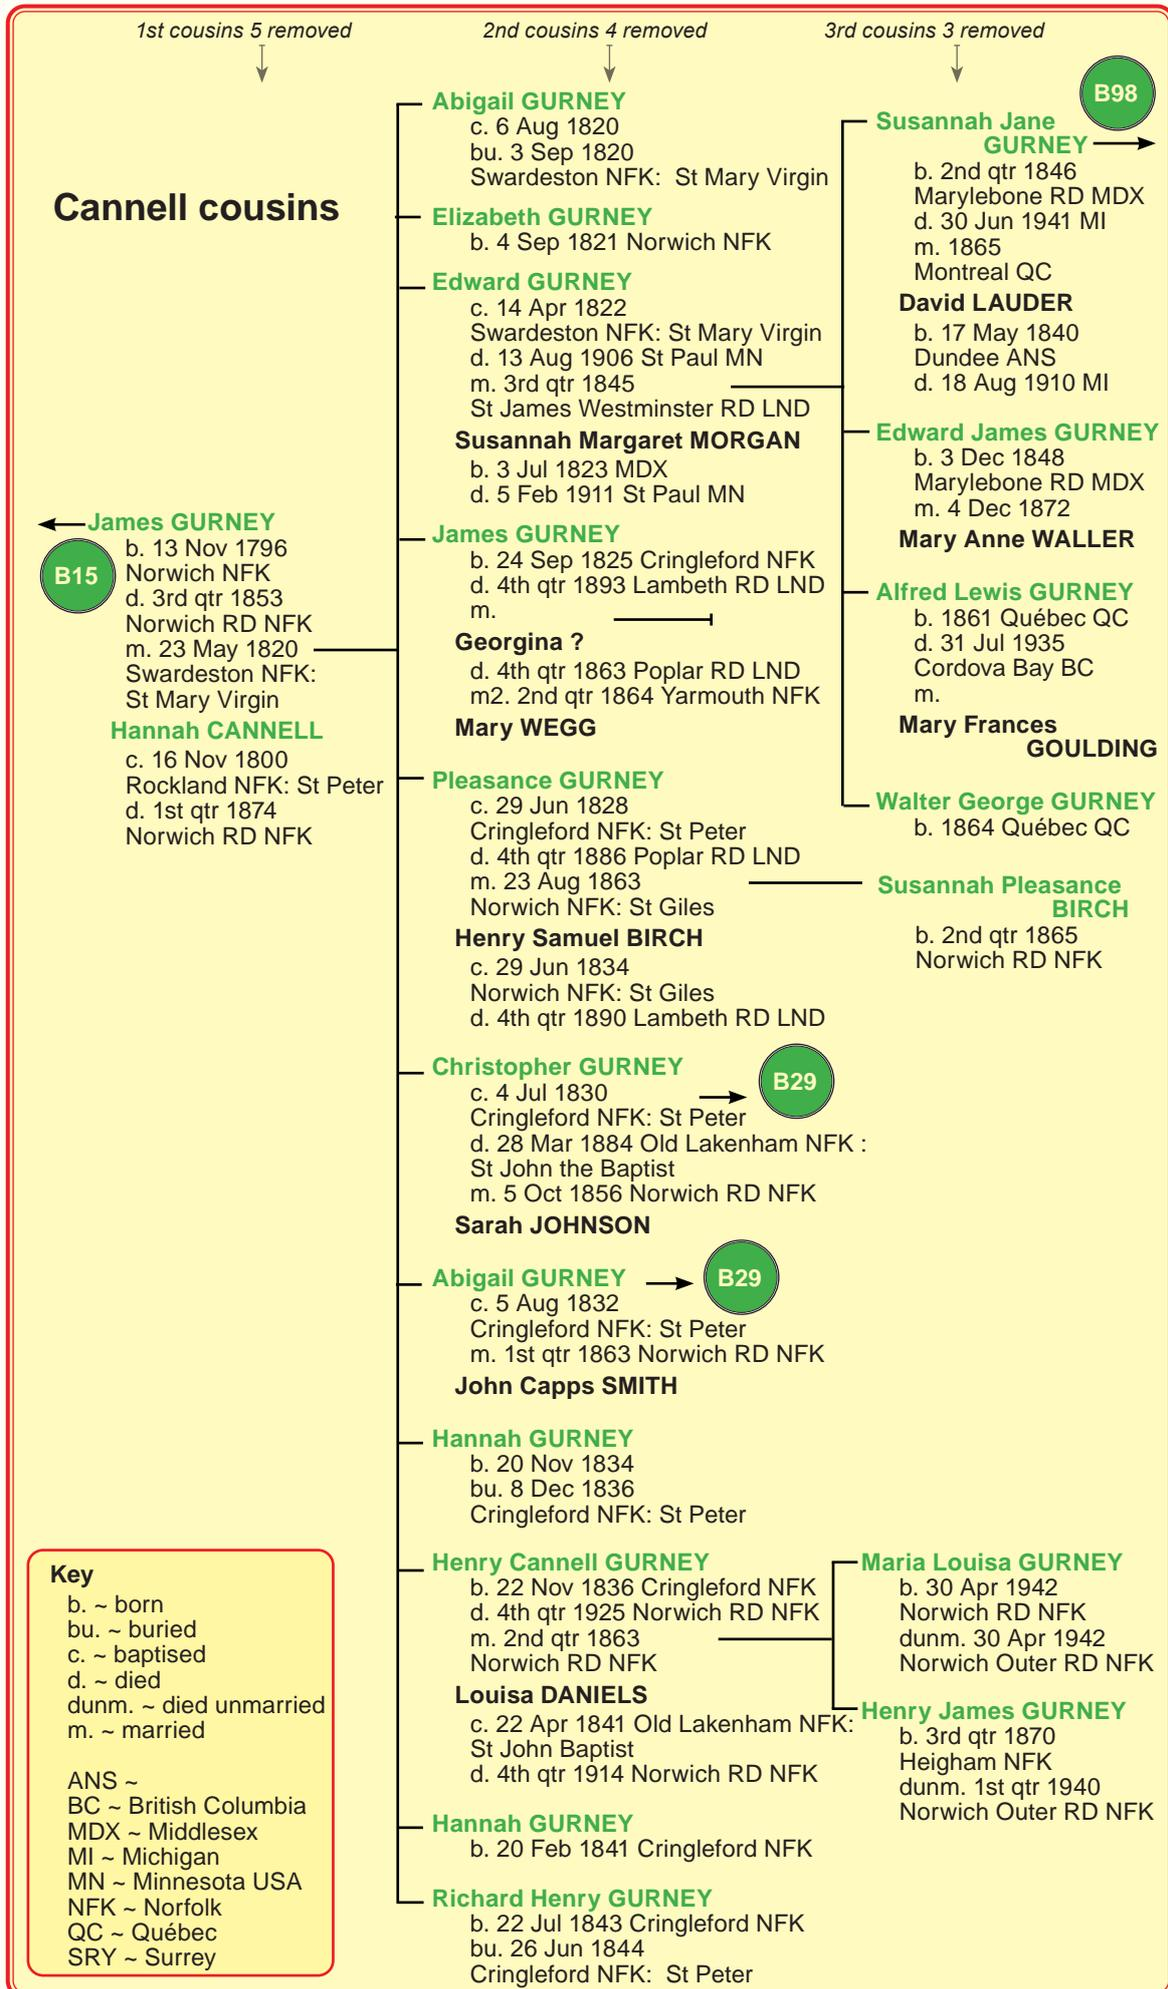 1st cousins 5 removed
2nd cousins 4 removed
3rd cousins 3 removed
Cannell cousins
James GURNEY
B15
b. 13 Nov 1796
Norwich NFK
d. 3rd qtr 1853
Norwich RD NFK
m. 23 May 1820
Swardeston NFK:
St Mary Virgin
Hannah CANNELL
c. 16 Nov 1800
Rockland NFK: St Peter
d. 1st qtr 1874
Norwich RD NFK
Abigail GURNEY
c. 6 Aug 1820
bu. 3 Sep 1820
Swardeston NFK:  St Mary Virgin
Elizabeth GURNEY
b. 4 Sep 1821 Norwich NFK
Edward GURNEY
c. 14 Apr 1822
Swardeston NFK: St Mary Virgin
d. 13 Aug 1906 St Paul MN
m. 3rd qtr 1845
St James Westminster RD LND
Susannah Margaret MORGAN
b. 3 Jul 1823 MDX
d. 5 Feb 1911 St Paul MN
James GURNEY
b. 24 Sep 1825 Cringleford NFK
d. 4th qtr 1893 Lambeth RD LND
m.
Georgina ?
d. 4th qtr 1863 Poplar RD LND
m2. 2nd qtr 1864 Yarmouth NFK
Mary WEGG
Pleasance GURNEY
c. 29 Jun 1828
Cringleford NFK: St Peter
d. 4th qtr 1886 Poplar RD LND
m. 23 Aug 1863
Norwich NFK: St Giles
Henry Samuel BIRCH
c. 29 Jun 1834
Norwich NFK: St Giles
d. 4th qtr 1890 Lambeth RD LND
Christopher GURNEY
B29
c. 4 Jul 1830
Cringleford NFK: St Peter
d. 28 Mar 1884 Old Lakenham NFK :
St John the Baptist
m. 5 Oct 1856 Norwich RD NFK
Sarah JOHNSON
Abigail GURNEY
B29
c. 5 Aug 1832
Cringleford NFK: St Peter
m. 1st qtr 1863 Norwich RD NFK
John Capps SMITH
Hannah GURNEY
b. 20 Nov 1834
bu. 8 Dec 1836
Cringleford NFK: St Peter
Henry Cannell GURNEY
b. 22 Nov 1836 Cringleford NFK
d. 4th qtr 1925 Norwich RD NFK
m. 2nd qtr 1863
Norwich RD NFK
Louisa DANIELS
c. 22 Apr 1841 Old Lakenham NFK:
St John Baptist
d. 4th qtr 1914 Norwich RD NFK
Hannah GURNEY
b. 20 Feb 1841 Cringleford NFK
Richard Henry GURNEY
b. 22 Jul 1843 Cringleford NFK
bu. 26 Jun 1844
Cringleford NFK:  St Peter
B98
Susannah Jane
GURNEY
b. 2nd qtr 1846
Marylebone RD MDX
d. 30 Jun 1941 MI
m. 1865
Montreal QC
David LAUDER
b. 17 May 1840
Dundee ANS
d. 18 Aug 1910 MI
Edward James GURNEY
b. 3 Dec 1848
Marylebone RD MDX
m. 4 Dec 1872
Mary Anne WALLER
Alfred Lewis GURNEY
b. 1861 Québec QC
d. 31 Jul 1935
Cordova Bay BC
m.
Mary Frances
GOULDING
Walter George GURNEY
b. 1864 Québec QC
Susannah Pleasance
BIRCH
b. 2nd qtr 1865
Norwich RD NFK
Maria Louisa GURNEY
b. 30 Apr 1942
Norwich RD NFK
dunm. 30 Apr 1942
Norwich Outer RD NFK
Henry James GURNEY
b. 3rd qtr 1870
Heigham NFK
dunm. 1st qtr 1940
Norwich Outer RD NFK
Key
b. ~ born
bu. ~ buried
c. ~ baptised
d. ~ died
dunm. ~ died unmarried
m. ~ married
ANS ~
BC ~ British Columbia
MDX ~ Middlesex
MI ~ Michigan
MN ~ Minnesota USA
NFK ~ Norfolk
QC ~ Québec
SRY ~ Surrey